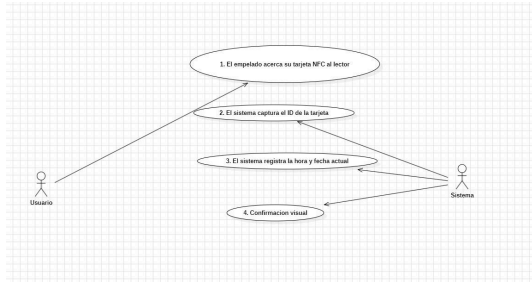 1. El empelado acerca su tarjeta NFC al lector
2. El sistema captura el ID de la tarjeta
3. El sistema registra la hora y fecha actual
4. Confirmacion visual
Usuario
Sistema